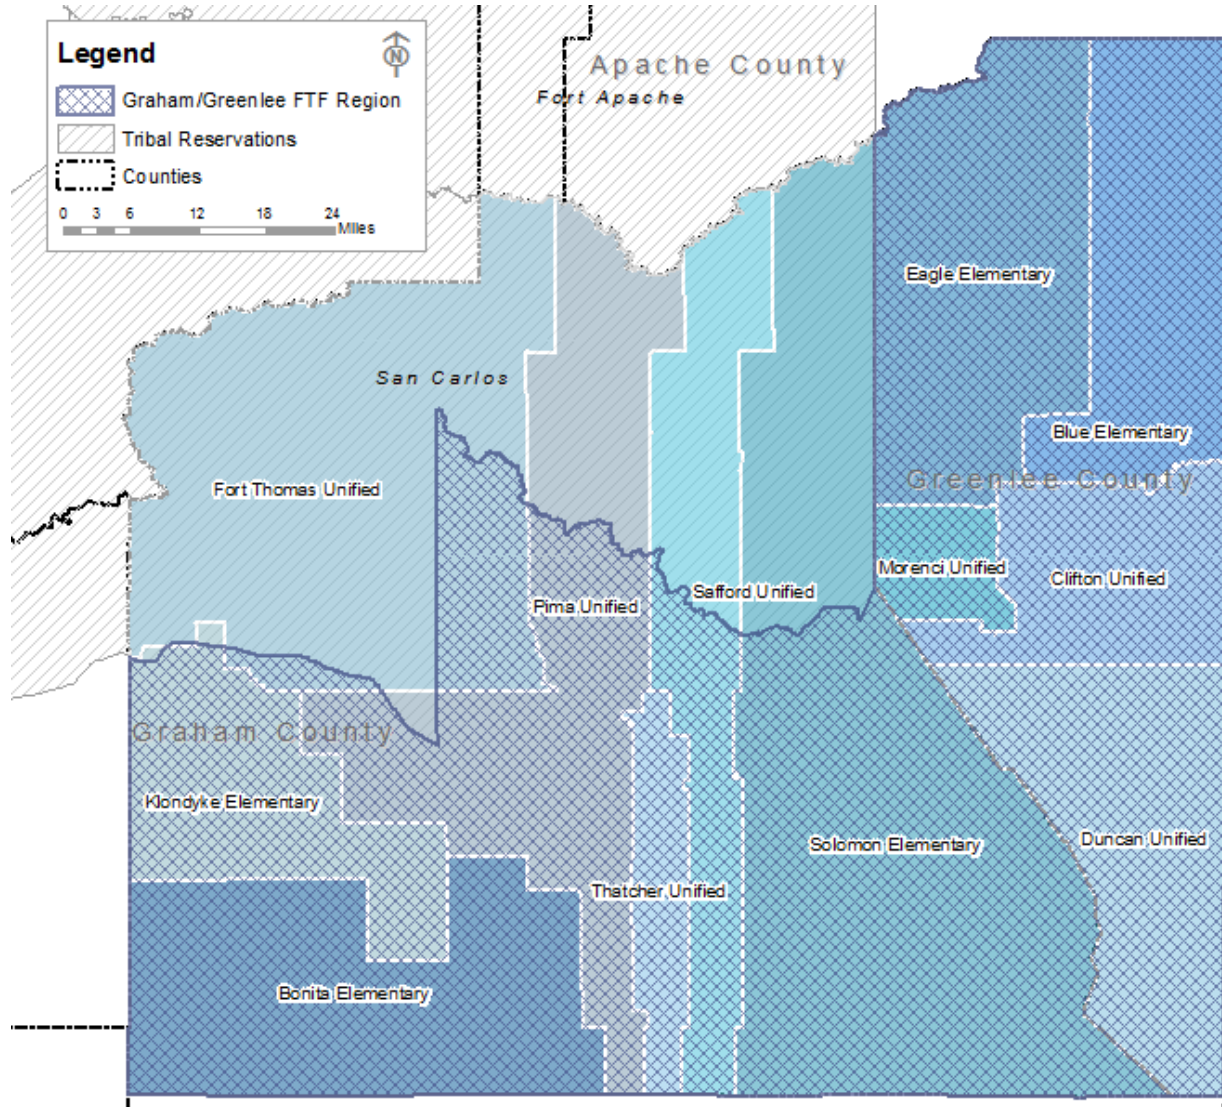 Legend
N
Graham/Greenlee FTF Region
Tribal Reservations
Counties
0 3 6 12 18 24
Miles
Apache County
Fort Apache
Eagle Elementary
San Carlos
Blue Elementary
Greenlee County
Fort Thomas Unified
Morenci Unified
Clifton Unified
Safford Unified
Pima Unified
Graham County
Klondyke Elementary
Solomon Elementary
Duncan Unified
Thatcher Unified
Bonita Elementary